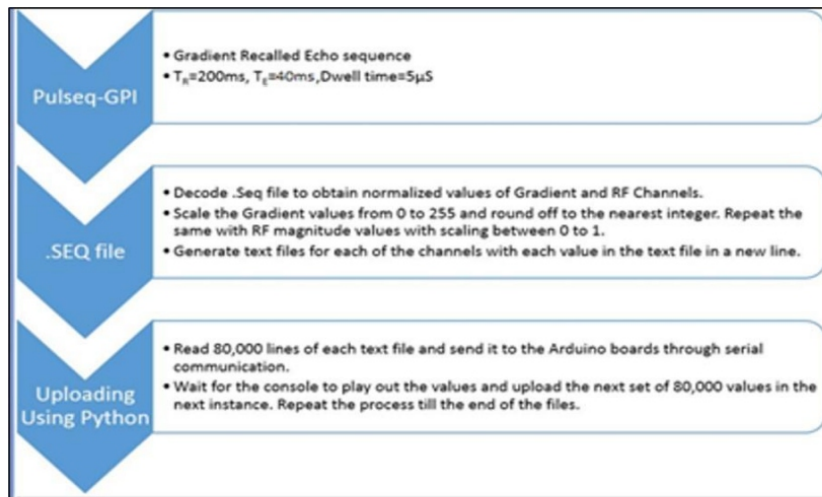 Pulseq-GPI
• Gradient Recalled Echo sequence
• TR=200ms, TE=40ms,Dwell time=5µS
.SEQ file
• Decode .Seq file to obtain normalized values of Gradient and RF Channels.
• Scale the Gradient values from 0 to 255 and round off to the nearest integer. Repeat the
same with RF magnitude values with scaling between 0 to 1.
• Generate text files for each of the channels with each value in the text file in a new line.
Uploading
Using Python
• Read 80,000 lines of each text file and send it to the Arduino boards through serial
communication.
• Wait for the console to play out the values and upload the next set of 80,000 values in the
next instance. Repeat the process till the end of the files.